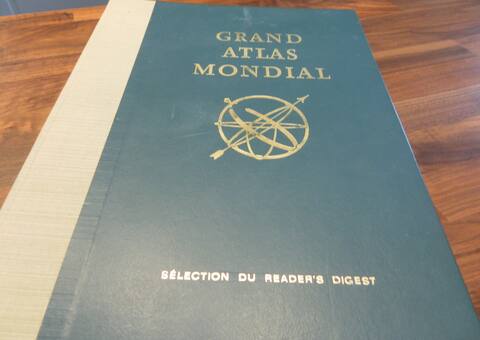 GRAND
ATLAS
MONDIAL
SÉLECTION DU READER'S DIGEST